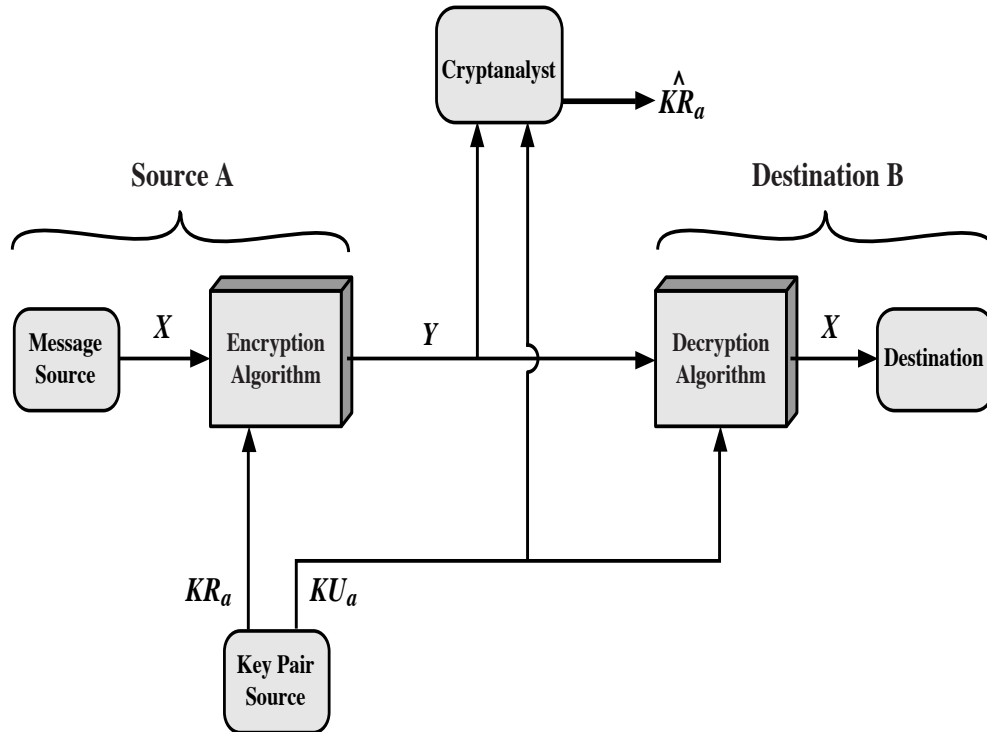 Cryptanalyst
K̂R_a
Source A
Destination B
Message
Source
X
Encryption
Algorithm
Y
Decryption
Algorithm
X
Destination
KR_a
KU_a
Key Pair
Source